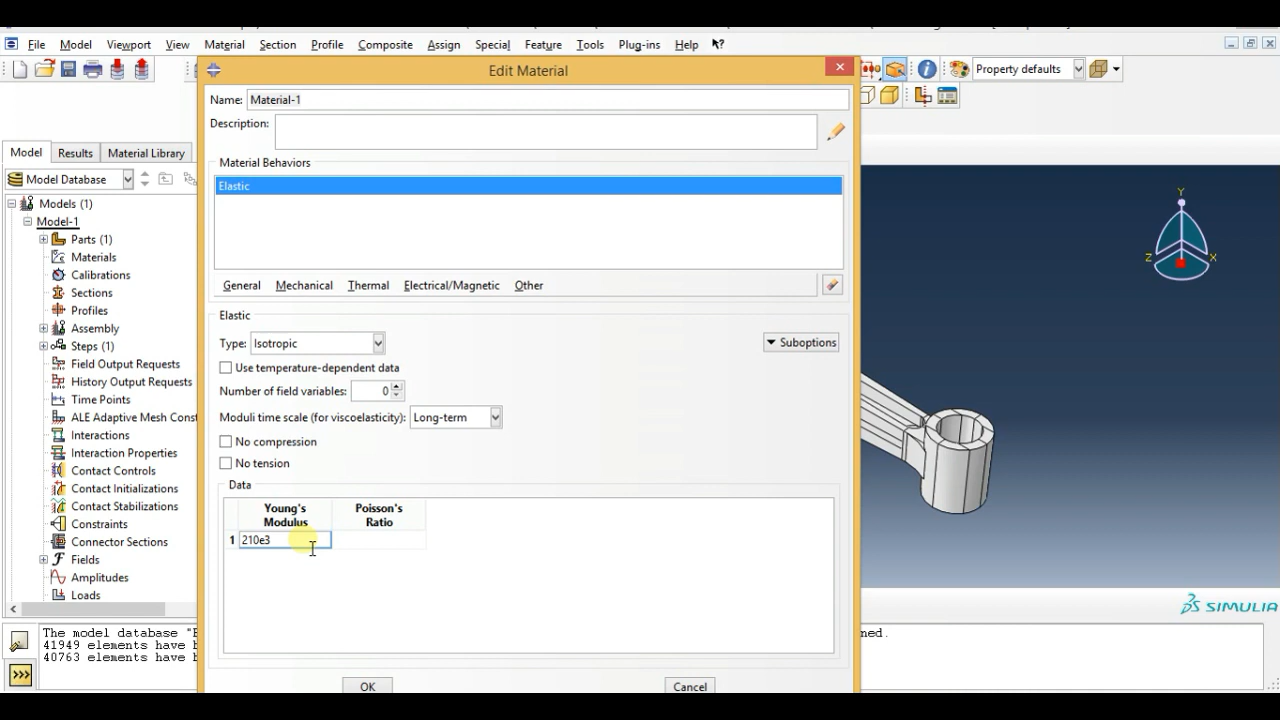 File Model Viewport View Material Section Profile Composite Assign Special Feature Tools Plug-ins Help
Edit Material
Property defaults
Name: Material-1
Description:
Model Results Material Library
Material Behaviors
Model Database
Elastic
Models (1)
Model-1
Parts (1)
Materials
Calibrations
Sections
Profiles
Assembly
Steps (1)
Field Output Requests
History Output Requests
Time Points
ALE Adaptive Mesh Const
Interactions
Interaction Properties
Contact Controls
Contact Initializations
Contact Stabilizations
Constraints
Connector Sections
Fields
Amplitudes
Loads
General Mechanical Thermal Electrical/Magnetic Other
Elastic
Type: Isotropic
Suboptions
Use temperature-dependent data
Number of field variables: 0
Moduli time scale (for viscoelasticity): Long-term
No compression
No tension
Data
Young's Modulus
Poisson's Ratio
1 210e3
OK Cancel
Y
Z X
SIMULIA
The model database "
41949 elements have
40763 elements have
ned.
>>>